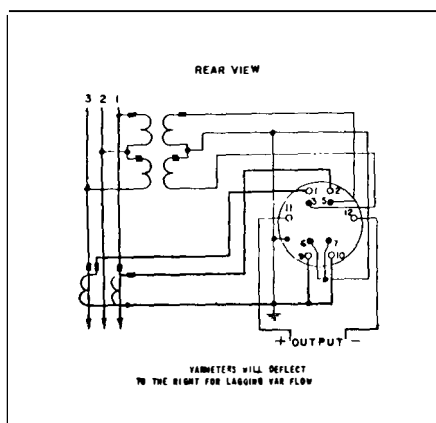 REAR VIEW
3 2 1
1 2
3 5
11 12
6 7
9 10
+ OUTPUT -
VARMETERS WILL DEFLECT
TO THE RIGHT FOR LAGGING VAR FLOW